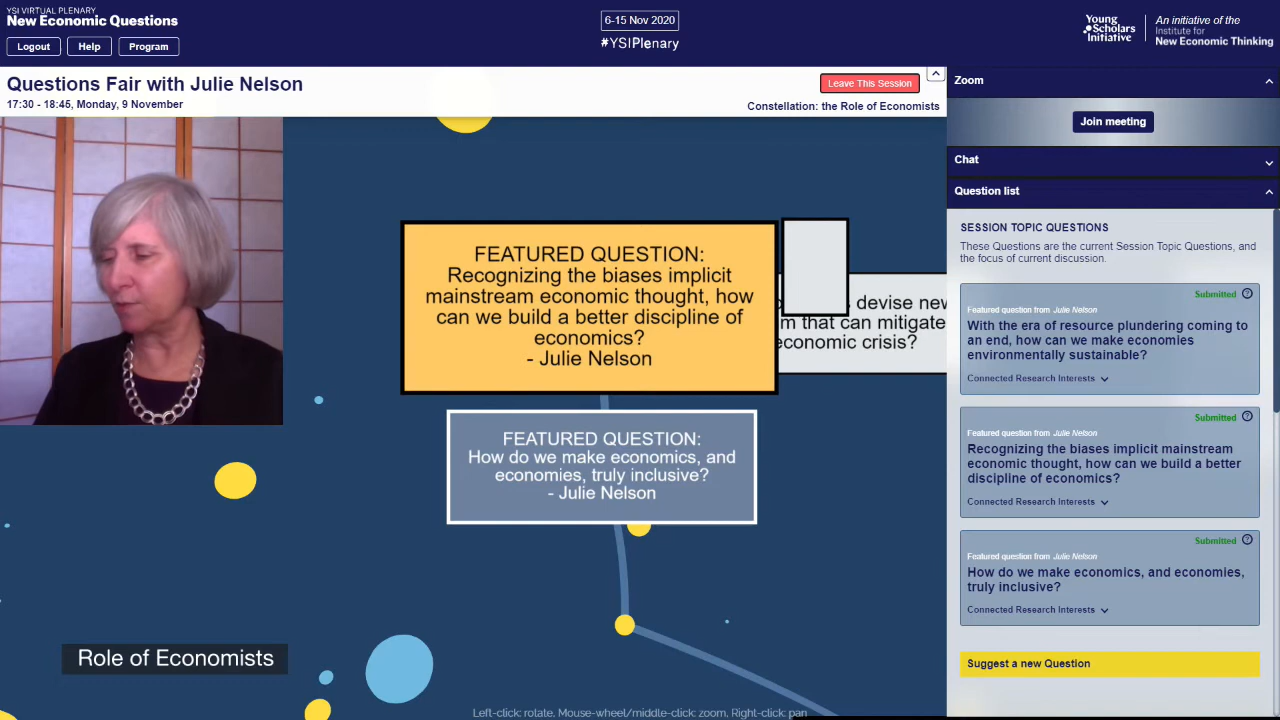 YSI VIRTUAL PLENARY
New Economic Questions
Logout
Help
Program
6-15 Nov 2020
#YSIPlenary
Young
Scholars
Initiative
An initiative of the
Institute for
New Economic Thinking
Questions Fair with Julie Nelson
17:30 - 18:45, Monday, 9 November
Leave This Session
Constellation: the Role of Economists
FEATURED QUESTION:
Recognizing the biases implicit
mainstream economic thought, how
can we build a better discipline of
economics?
- Julie Nelson
devise new
that can mitigate
economic crisis?
FEATURED QUESTION:
How do we make economics, and
economies, truly inclusive?
- Julie Nelson
Role of Economists
Left-click: rotate, Mouse-wheel/middle-click: zoom, Right-click: pan
Zoom
Join meeting
Chat
Question list
SESSION TOPIC QUESTIONS
These Questions are the current Session Topic Questions, and
the focus of current discussion.
Submitted
Featured question from Julie Nelson
With the era of resource plundering coming to
an end, how can we make economies
environmentally sustainable?
Connected Research Interests
Submitted
Featured question from Julie Nelson
Recognizing the biases implicit mainstream
economic thought, how can we build a better
discipline of economics?
Connected Research Interests
Submitted
Featured question from Julie Nelson
How do we make economics, and economies,
truly inclusive?
Connected Research Interests
Suggest a new Question